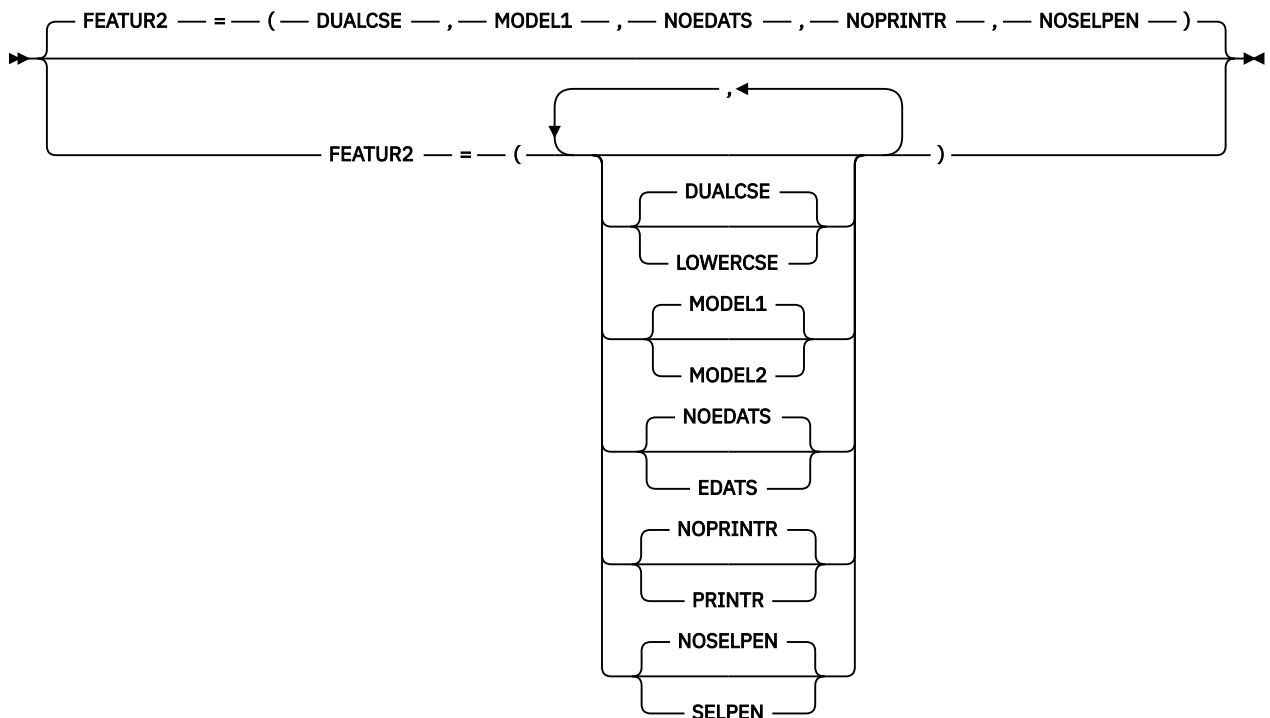 FEATUR2 = ( DUALCSE , MODEL1 , NOEDATS , NOPRINTR , NOSELPEN )
,
FEATUR2 = ( )
DUALCSE
LOWERCSE
MODEL1
MODEL2
NOEDATS
EDATS
NOPRINTR
PRINTR
NOSELPEN
SELPEN